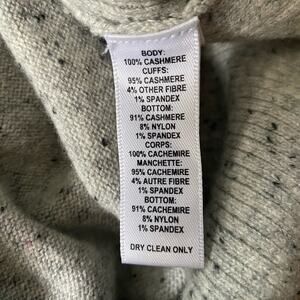 BODY:
100% CASHMERE
CUFFS:
95% CASHMERE
4% OTHER FIBRE
1% SPANDEX
BOTTOM:
91% CASHMERE
8% NYLON
1% SPANDEX
CORPS:
100% CACHEMIRE
MANCHETTE:
95% CACHEMIRE
4% AUTRE FIBRE
1% SPANDEX
BOTTOM:
91% CACHEMIRE
8% NYLON
1% SPANDEX
DRY CLEAN ONLY